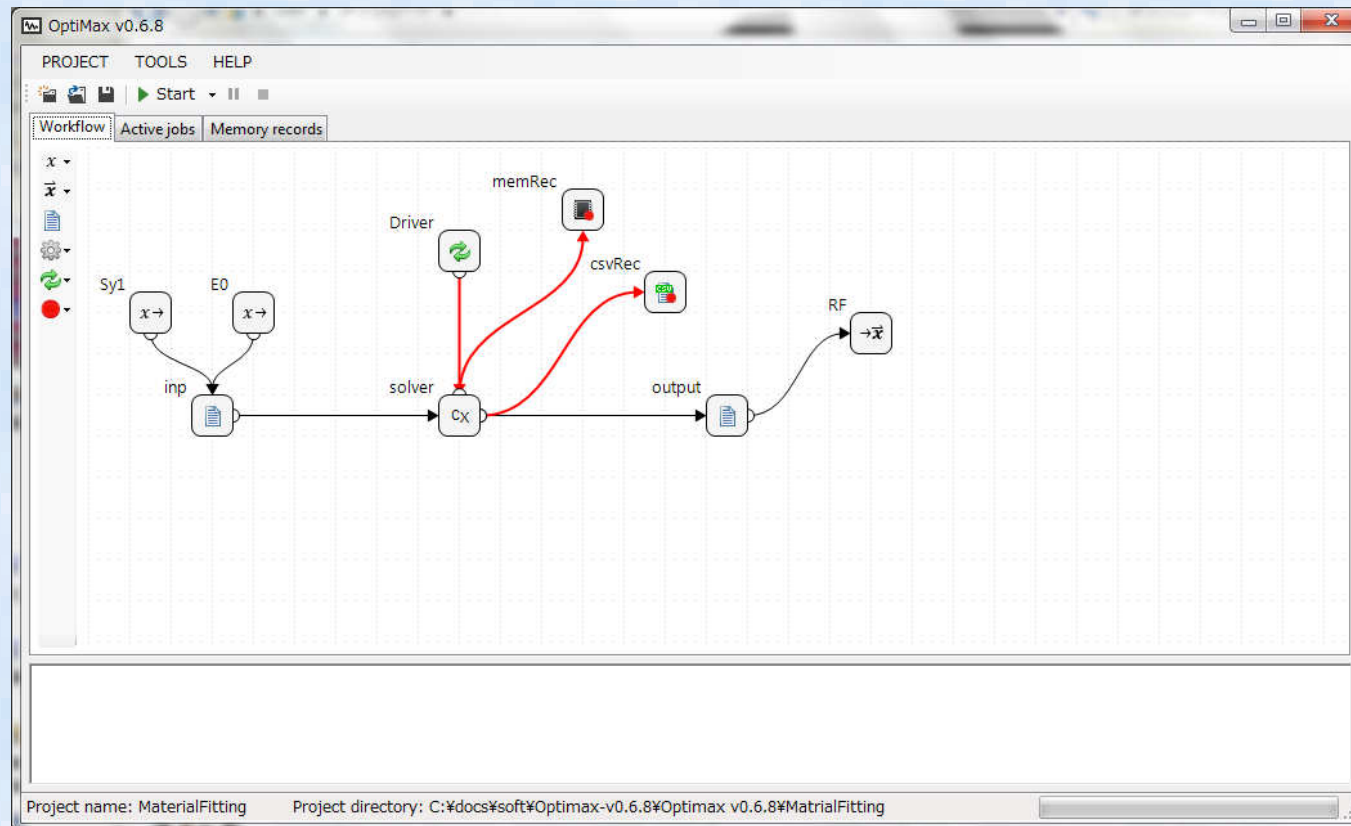 OptiMax v0.6.8
PROJECT TOOLS HELP
Start
Workflow Active jobs Memory records
x
x⃗
memRec
Driver
csvRec
Sy1 E0
CSV
RF
x→ x→
→x⃗
inp solver output
Cx
Project name: MaterialFitting Project directory: C:¥docs¥soft¥Optimax-v0.6.8¥Optimax v0.6.8¥MatrialFitting